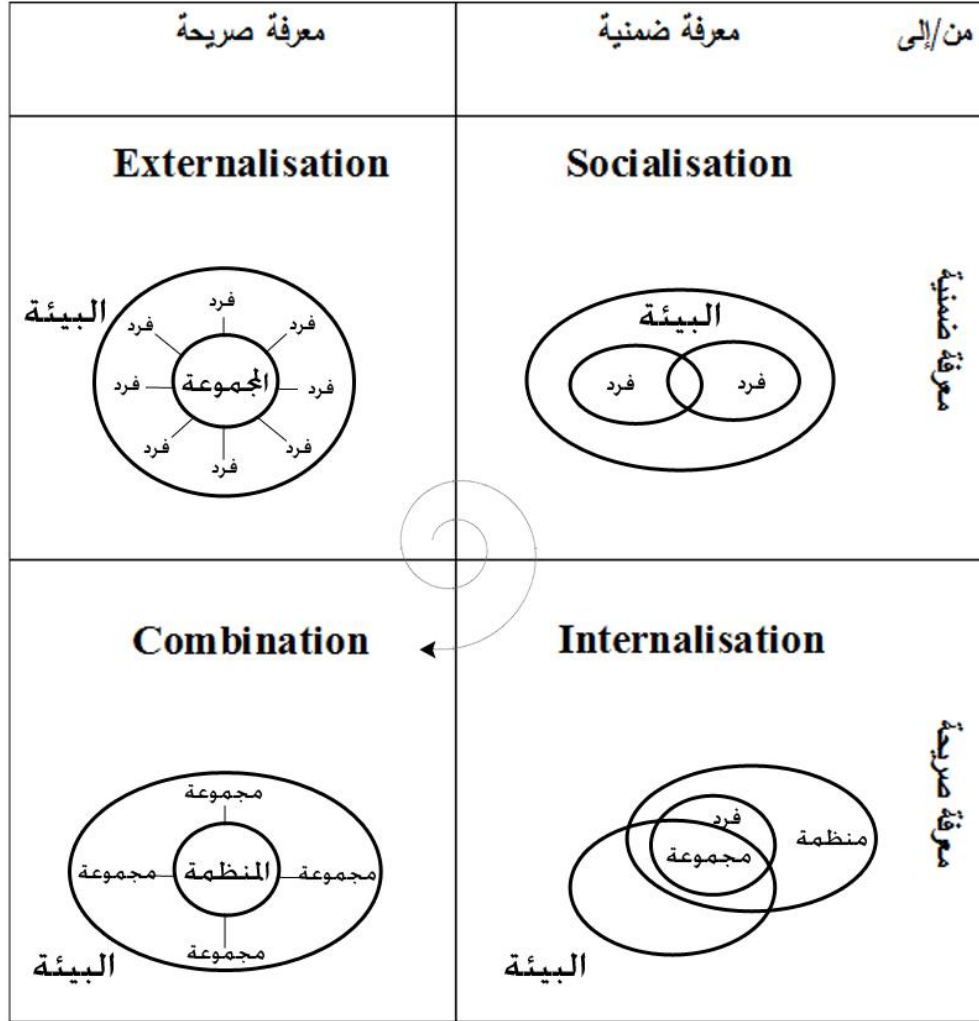 من/إلى
معرفة ضمنية
معرفة صريحة
معرفة ضمنية
Socialisation
البيئة
فرد
فرد
Externalisation
البيئة
فرد
فرد
فرد
فرد
المجموعة
فرد
فرد
فرد
فرد
معرفة صريحة
Internalisation
فرد
منظمة
مجموعة
البيئة
Combination
مجموعة
مجموعة
المنظمة
مجموعة
مجموعة
البيئة